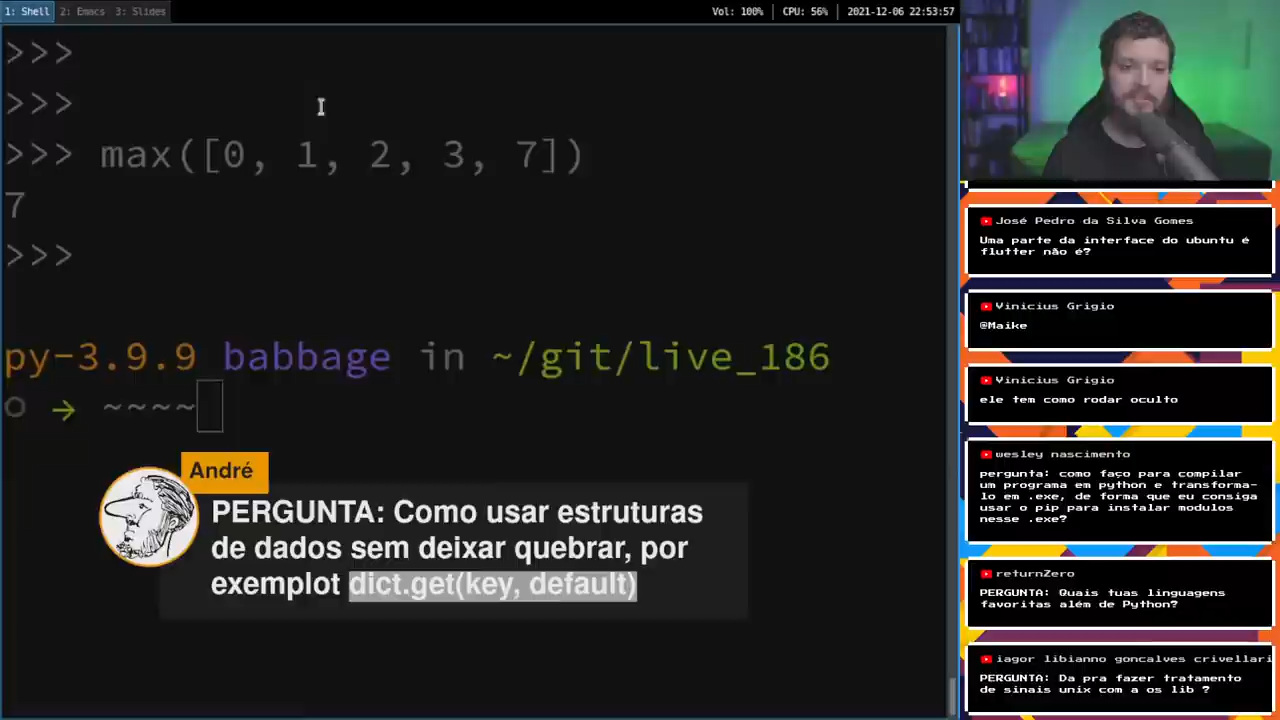 1: Shell 2: Emacs 3: Slides
Vol: 100% | CPU: 56% | 2021-12-06 22:53:57
>>>
>>>
>>> max([0, 1, 2, 3, 7])
7
>>>
py-3.9.9 babbage in ~/git/live_186
○ → ~~~~
André
PERGUNTA: Como usar estruturas
de dados sem deixar quebrar, por
exemplot dict.get(key, default)
José Pedro da Silva Gomes
Uma parte da interface do ubuntu é
flutter não é?
Vinicius Grigio
@Maike
Vinicius Grigio
ele tem como rodar oculto
wesley nascimento
pergunta: como faço para compilar
um programa em python e transforma-
lo em .exe, de forma que eu consiga
usar o pip para instalar modulos
nesse .exe?
returnZero
PERGUNTA: Quais tuas linguagens
favoritas além de Python?
iagor libianno goncalves crivellari
PERGUNTA: Da pra fazer tratamento
de sinais unix com a os lib ?